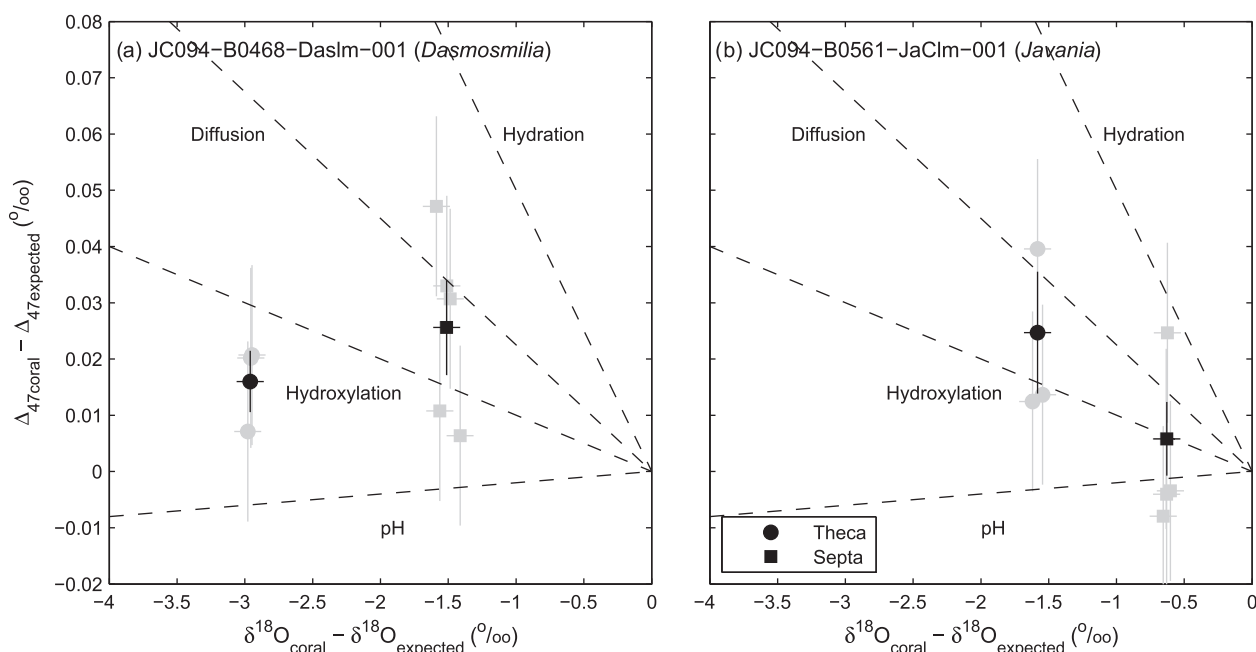 (a) JC094−B0468−Daslm−001 (Dasmosmilia)
(b) JC094−B0561−JaClm−001 (Javania)
Δ47coral − Δ47expected (o/oo)
0.08
0.06
0.05
0.04
0.03
0.02
0.01
0
−0.01
−0.02
Diffusion
Hydration
Hydroxylation
pH
Diffusion
Hydration
Hydroxylation
pH
Theca
Septa
−4 −3.5 −3 −2.5 −2 −1.5 −1 −0.5 0
−4 −3.5 −3 −2.5 −2 −1.5 −1 −0.5 0
δ18Ocoral − δ18Oexpected (o/oo)
δ18Ocoral − δ18Oexpected (o/oo)